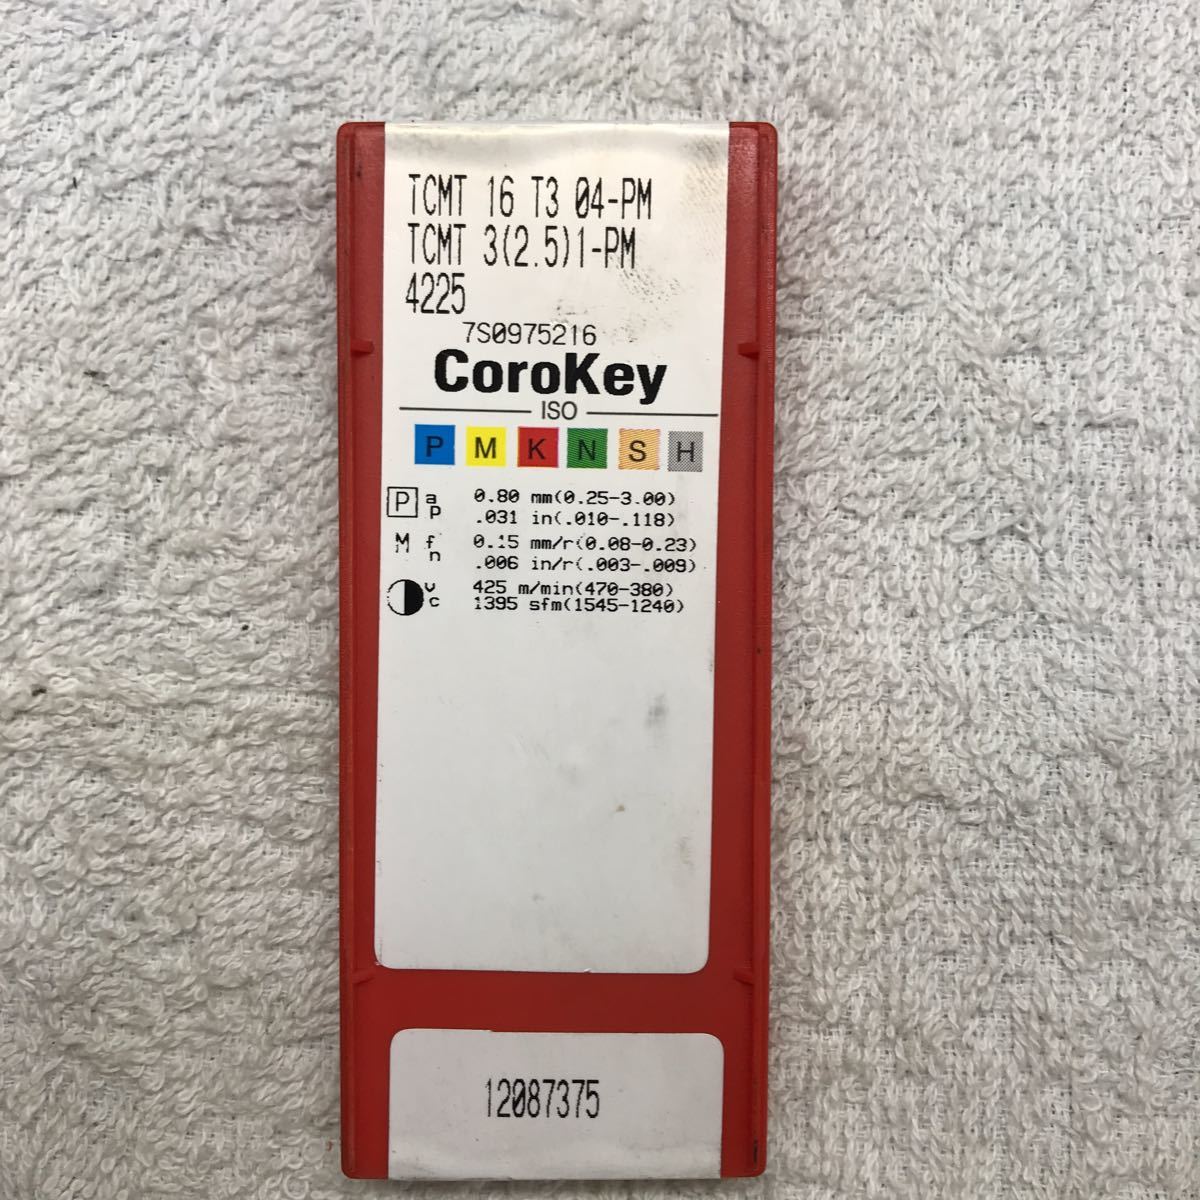 TCMT 16 T3 04-PM
TCMT 3(2.5)1-PM
4225
7S0975216
CoroKey
ISO
P M K N S H
P ap 0.80 mm(0.25-3.00)
.031 in(.010-.118)
M fn 0.15 mm/r(0.08-0.23)
.006 in/r(.003-.009)
vc 425 m/min(470-380)
1395 sfm(1545-1240)
12087375